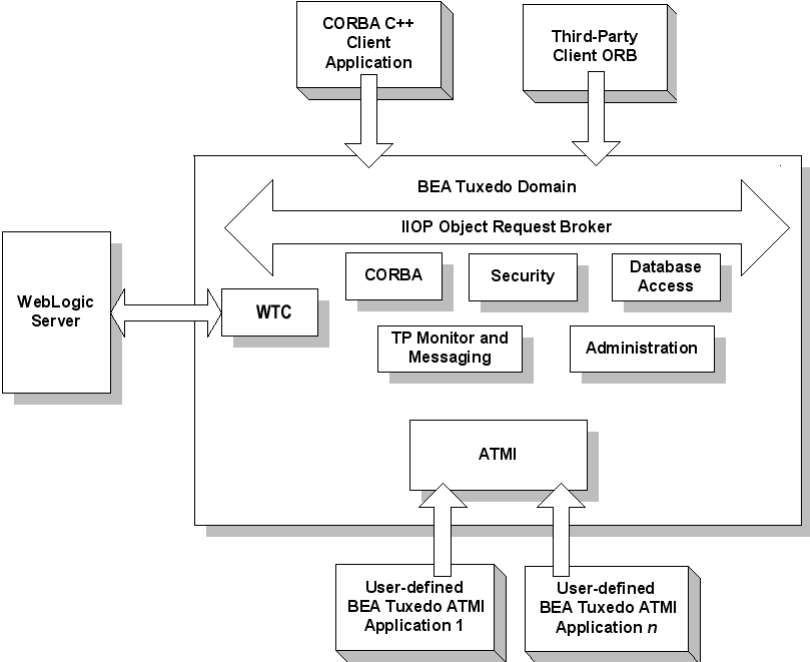 CORBA C++
Client
Application
Third-Party
Client ORB
BEA Tuxedo Domain
IIOP Object Request Broker
WebLogic
Server
WTC
CORBA
Security
Database
Access
TP Monitor and
Messaging
Administration
ATMI
User-defined
BEA Tuxedo ATMI
Application 1
User-defined
BEA Tuxedo ATMI
Application n